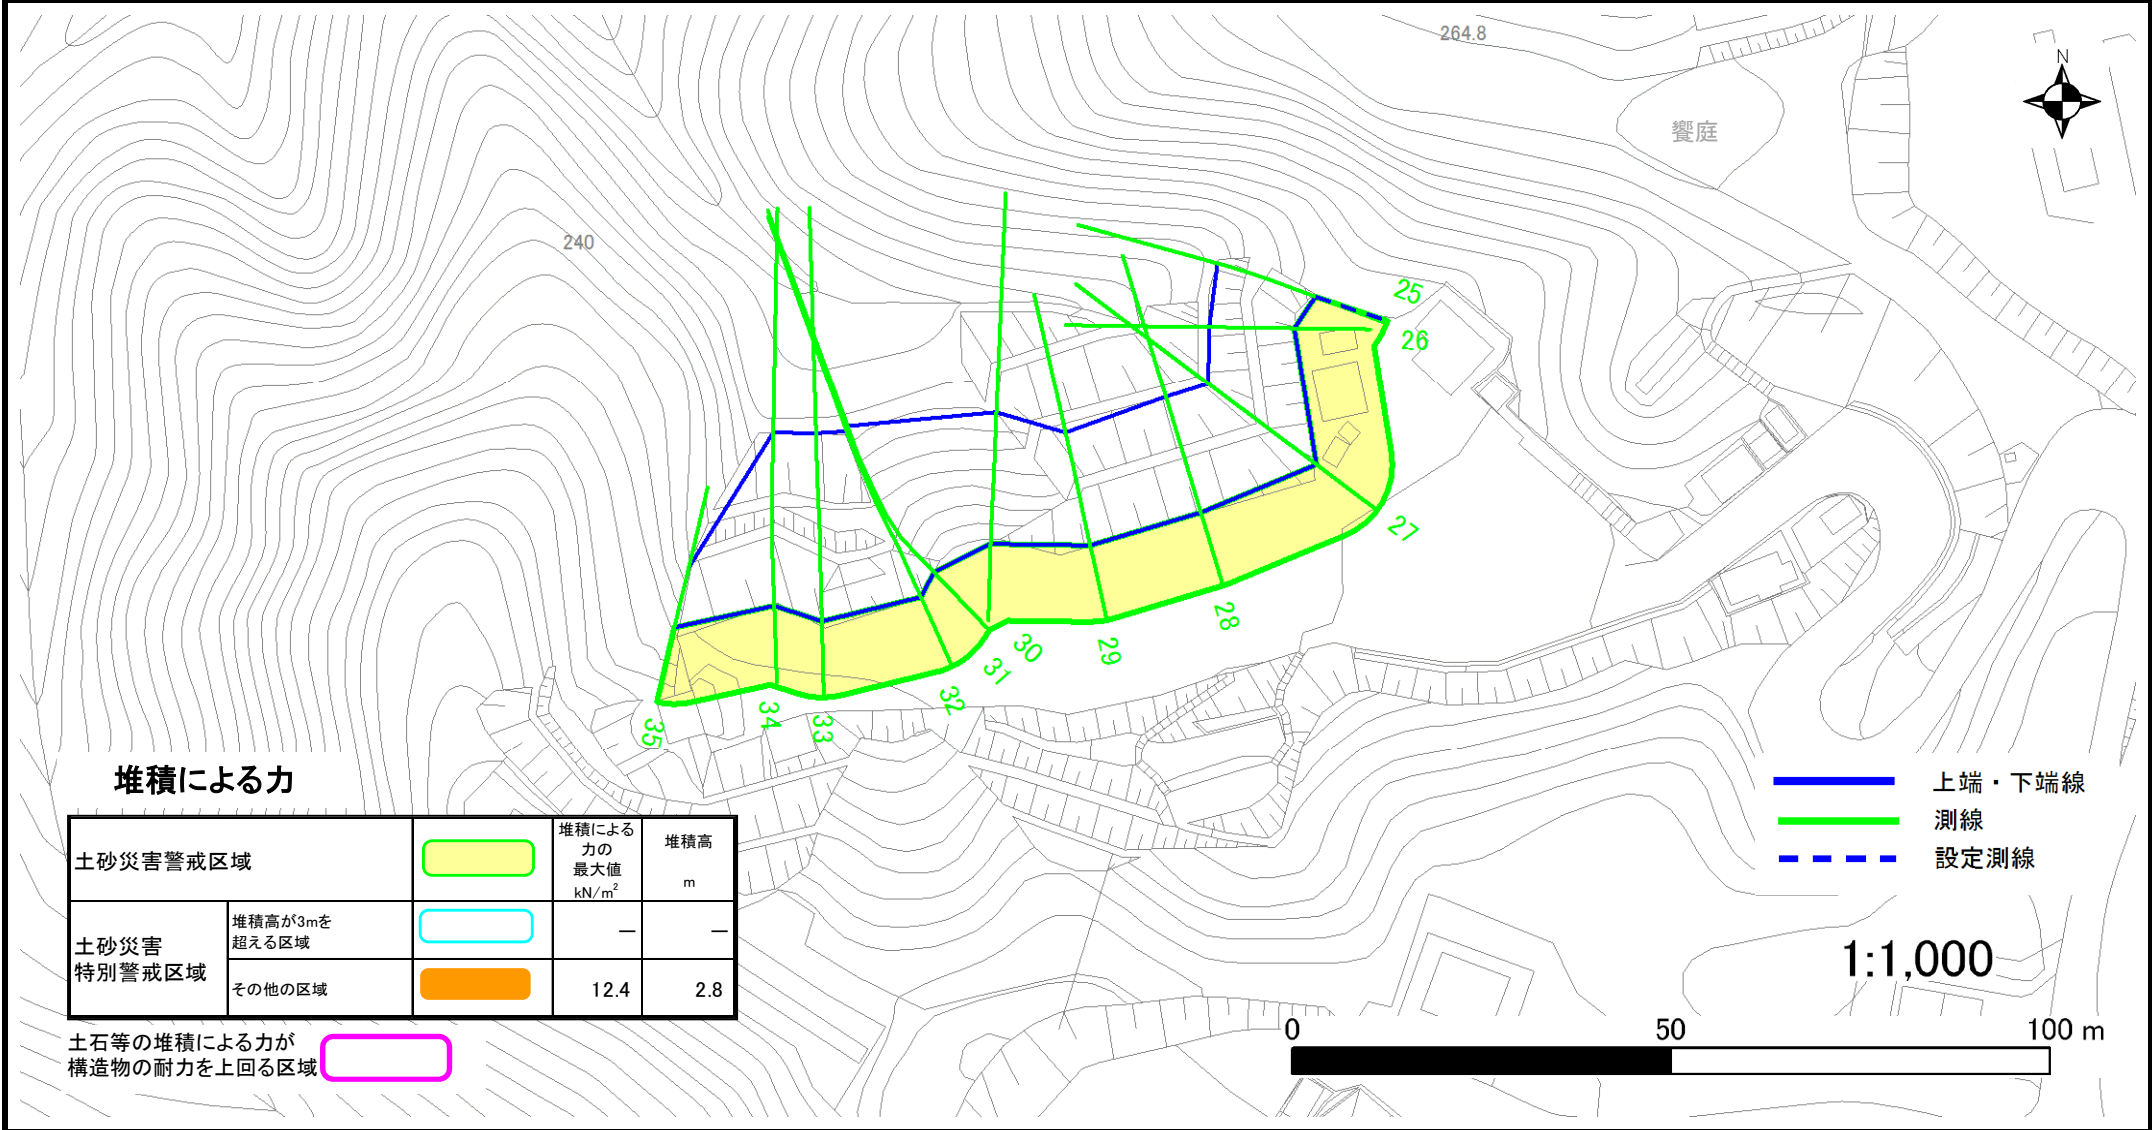 264.8
N
饗庭
240
25
26
27
28
29
30
31
32
33
34
35
堆積による力
土砂災害警戒区域
堆積による
力の
最大値
kN/m²
堆積高
m
土砂災害
特別警戒区域
堆積高が3mを
超える区域
―
―
その他の区域
12.4
2.8
土石等の堆積による力が
構造物の耐力を上回る区域
上端・下端線
測線
設定測線
1:1,000
0
50
100 m